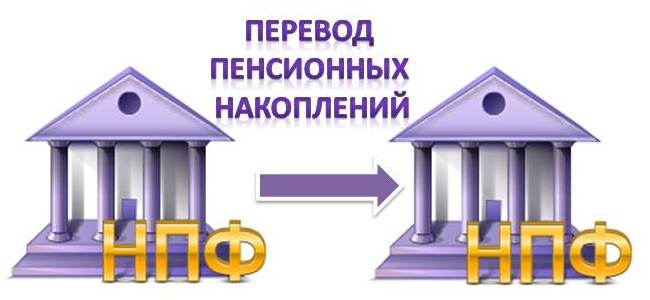 ПЕРЕВОД
ПЕНСИОННЫХ
НАКОПЛЕНИЙ
НПФ
НПФ